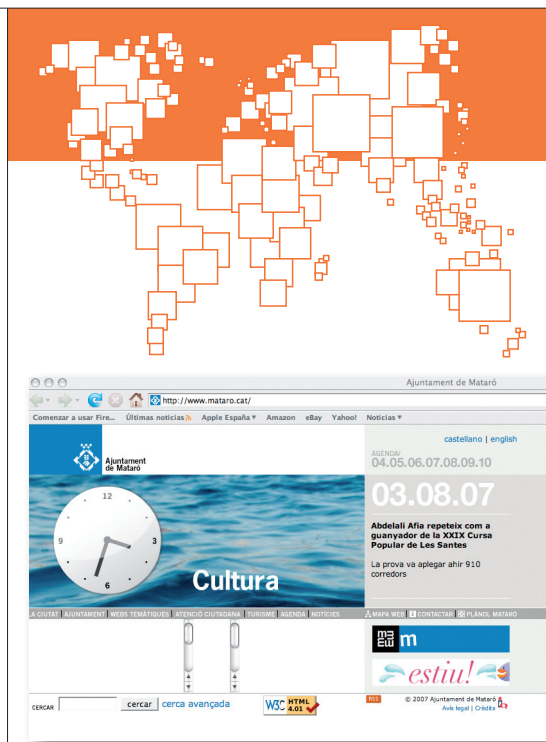 Ajuntament de Mataró
http://www.mataro.cat/
Comenzar a usar Fire... Últimas noticias Apple España Amazon eBay Yahoo! Noticias
castellano | english
Ajuntament
de Mataró
AGENDA/
04.05.06.07.08.09.10
03.08.07
12
3
6
9
Cultura
Abdelali Afia repeteix com a
guanyador de la XXIX Cursa
Popular de Les Santes
La prova va aplegar ahir 910
corredors
LA CIUTAT | AJUNTAMENT | WEBS TEMÀTIQUES | ATENCIÓ CIUTADANA | TURISME | AGENDA | NOTÍCIES
MAPA WEB | CONTACTAR | PLÀNOL MATARÓ
m
estiu!
CERCAR cercar cerca avançada
W3C HTML 4.01
RSS © 2007 Ajuntament de Mataró
Avís legal | Crèdits